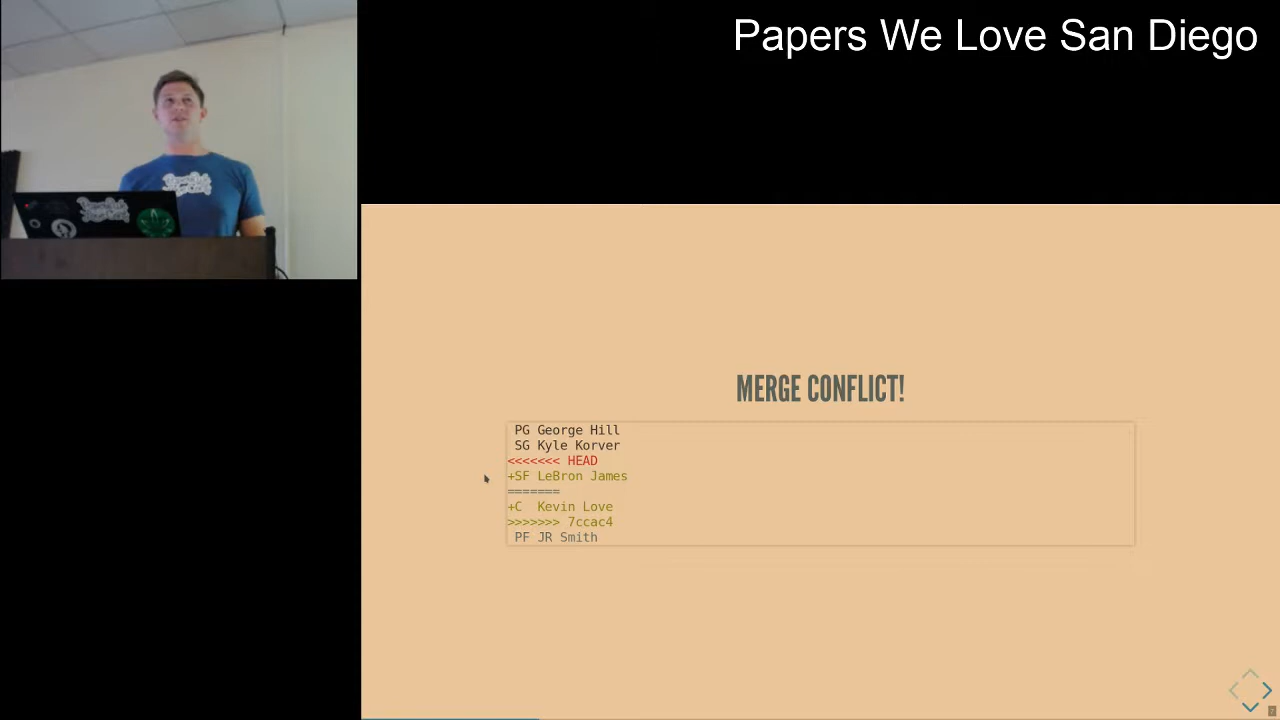 Papers We Love San Diego
MERGE CONFLICT!
PG George Hill
SG Kyle Korver
<<<<<<< HEAD
+SF LeBron James
=======
+C  Kevin Love
>>>>>>> 7ccac4
PF JR Smith
7